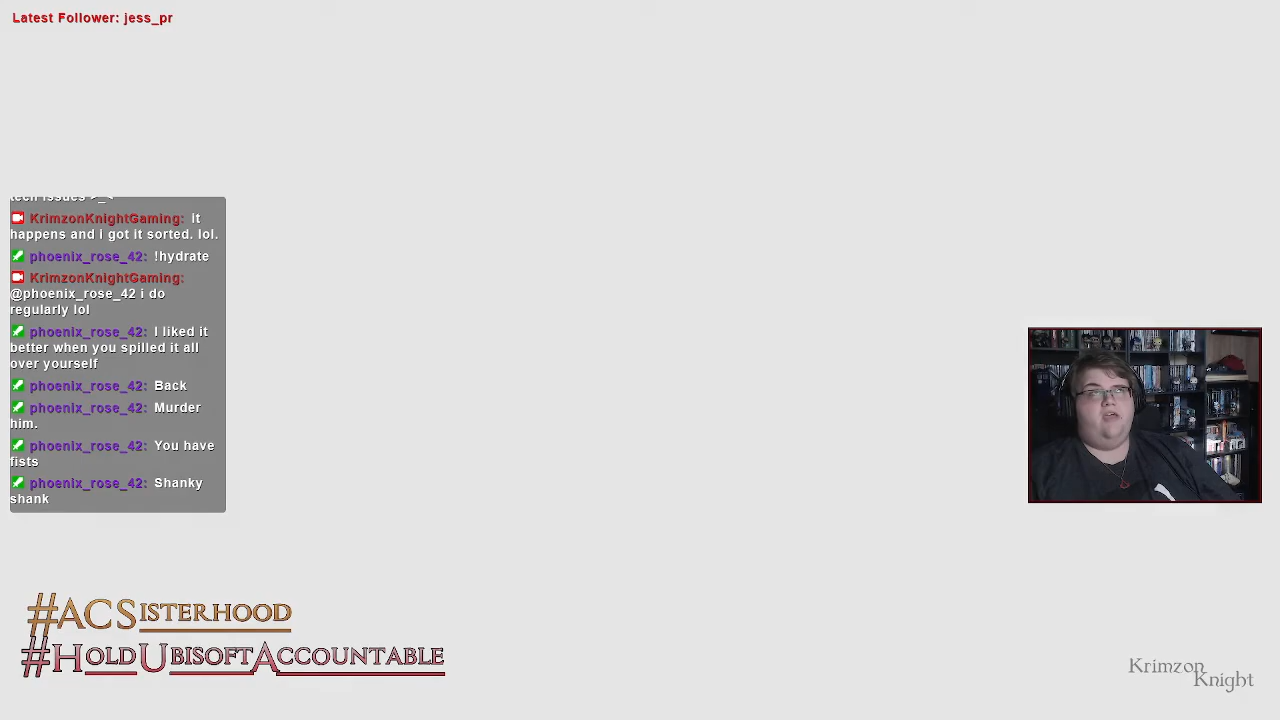 Latest Follower: jess_pr
tech issues >_<
KrimzonKnightGaming: it
happens and i got it sorted. lol.
phoenix_rose_42: !hydrate
KrimzonKnightGaming:
@phoenix_rose_42 i do
regularly lol
phoenix_rose_42: I liked it
better when you spilled it all
over yourself
phoenix_rose_42: Back
phoenix_rose_42: Murder
him.
phoenix_rose_42: You have
fists
phoenix_rose_42: Shanky
shank
#ACSisterhood
#HoldUbisoftAccountable
Krimzon
Knight